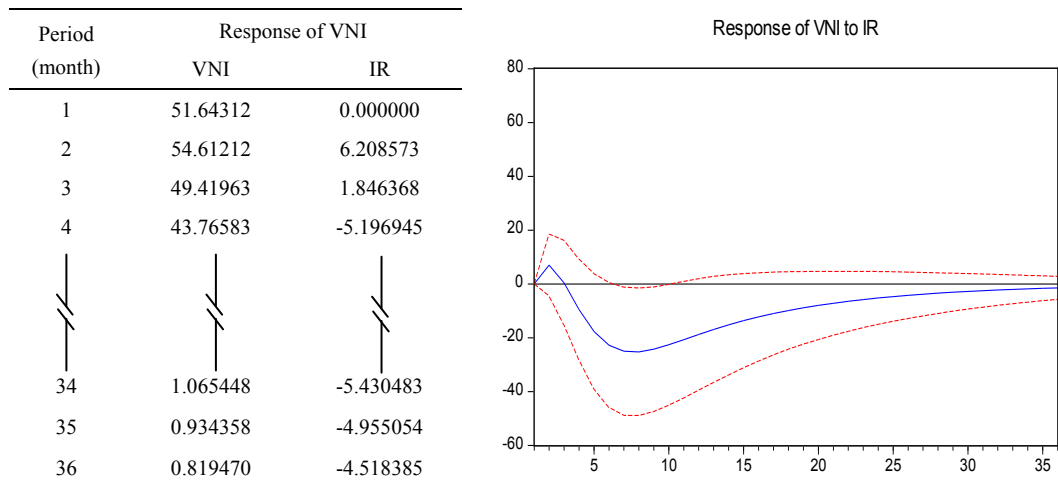 Period Response of VNI
(month) VNI IR
1 51.64312 0.000000
2 54.61212 6.208573
3 49.41963 1.846368
4 43.76583 -5.196945
34 1.065448 -5.430483
35 0.934358 -4.955054
36 0.819470 -4.518385
Response of VNI to IR
80
60
40
20
0
-20
-40
-60
5 10 15 20 25 30 35